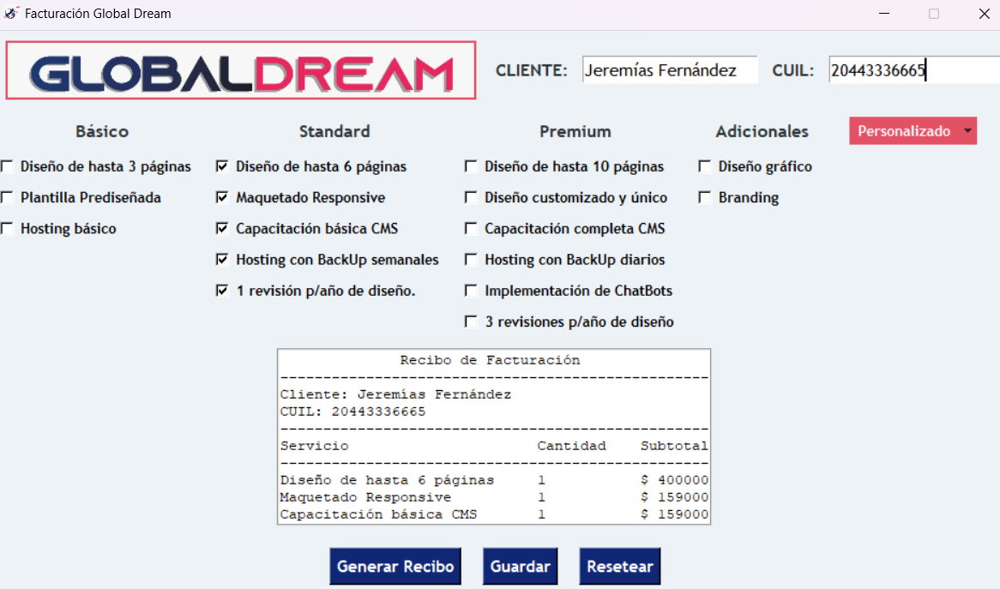 Facturación Global Dream
GLOBALDREAM CLIENTE: Jeremías Fernández CUIL: 20443336665
Básico Standard Premium Adicionales Personalizado
Diseño de hasta 3 páginas Diseño de hasta 6 páginas Diseño de hasta 10 páginas Diseño gráfico
Plantilla Prediseñada Maquetado Responsive Diseño customizado y único Branding
Hosting básico Capacitación básica CMS Capacitación completa CMS
Hosting con BackUp semanales Hosting con BackUp diarios
1 revisión p/año de diseño. Implementación de ChatBots
3 revisiones p/año de diseño
Recibo de Facturación
--------------------------------------------------
Cliente: Jeremías Fernández
CUIL: 20443336665
--------------------------------------------------
Servicio Cantidad Subtotal
--------------------------------------------------
Diseño de hasta 6 páginas 1 $ 400000
Maquetado Responsive 1 $ 159000
Capacitación básica CMS 1 $ 159000
Generar Recibo Guardar Resetear